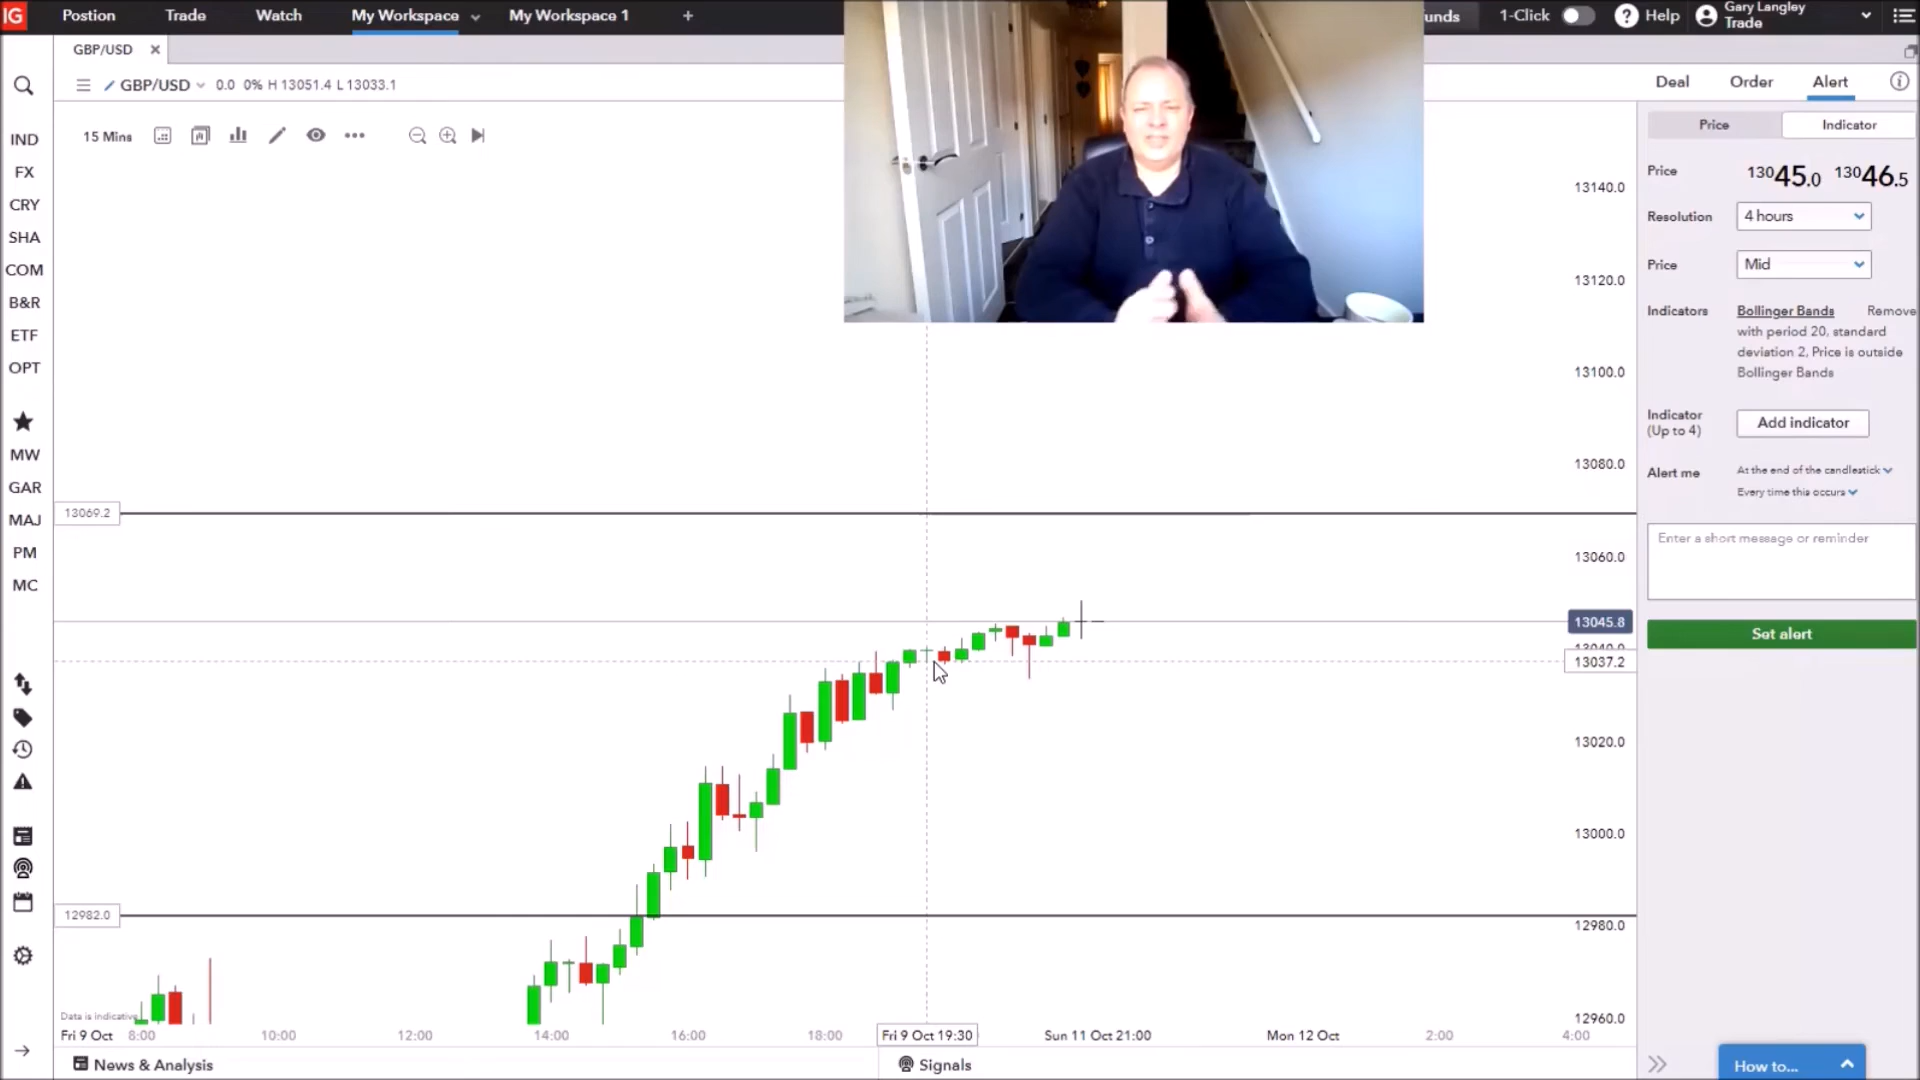 IG
Postion
Trade
Watch
My Workspace
My Workspace 1
+
unds
1-Click
Help
Gary Langley
Trade
GBP/USD
GBP/USD
0.0 0% H 13051.4 L 13033.1
15 Mins
Deal
Order
Alert
IND
FX
CRY
SHA
COM
B&R
ETF
OPT
MW
GAR
MAJ
PM
MC
Price
Indicator
Price
13045.0
13046.5
Resolution
4 hours
Price
Mid
Indicators
Bollinger Bands
Remove
with period 20, standard
deviation 2, Price is outside
Bollinger Bands
Indicator
(Up to 4)
Add indicator
Alert me
At the end of the candlestick
Every time this occurs
Enter a short message or reminder
Set alert
13140.0
13120.0
13100.0
13080.0
13069.2
13060.0
13045.8
13040.0
13037.2
13020.0
13000.0
12982.0
12980.0
12960.0
Data is indicative
Fri 9 Oct
8:00
10:00
12:00
14:00
16:00
18:00
Fri 9 Oct 19:30
Sun 11 Oct 21:00
Mon 12 Oct
2:00
4:00
News & Analysis
Signals
How to...